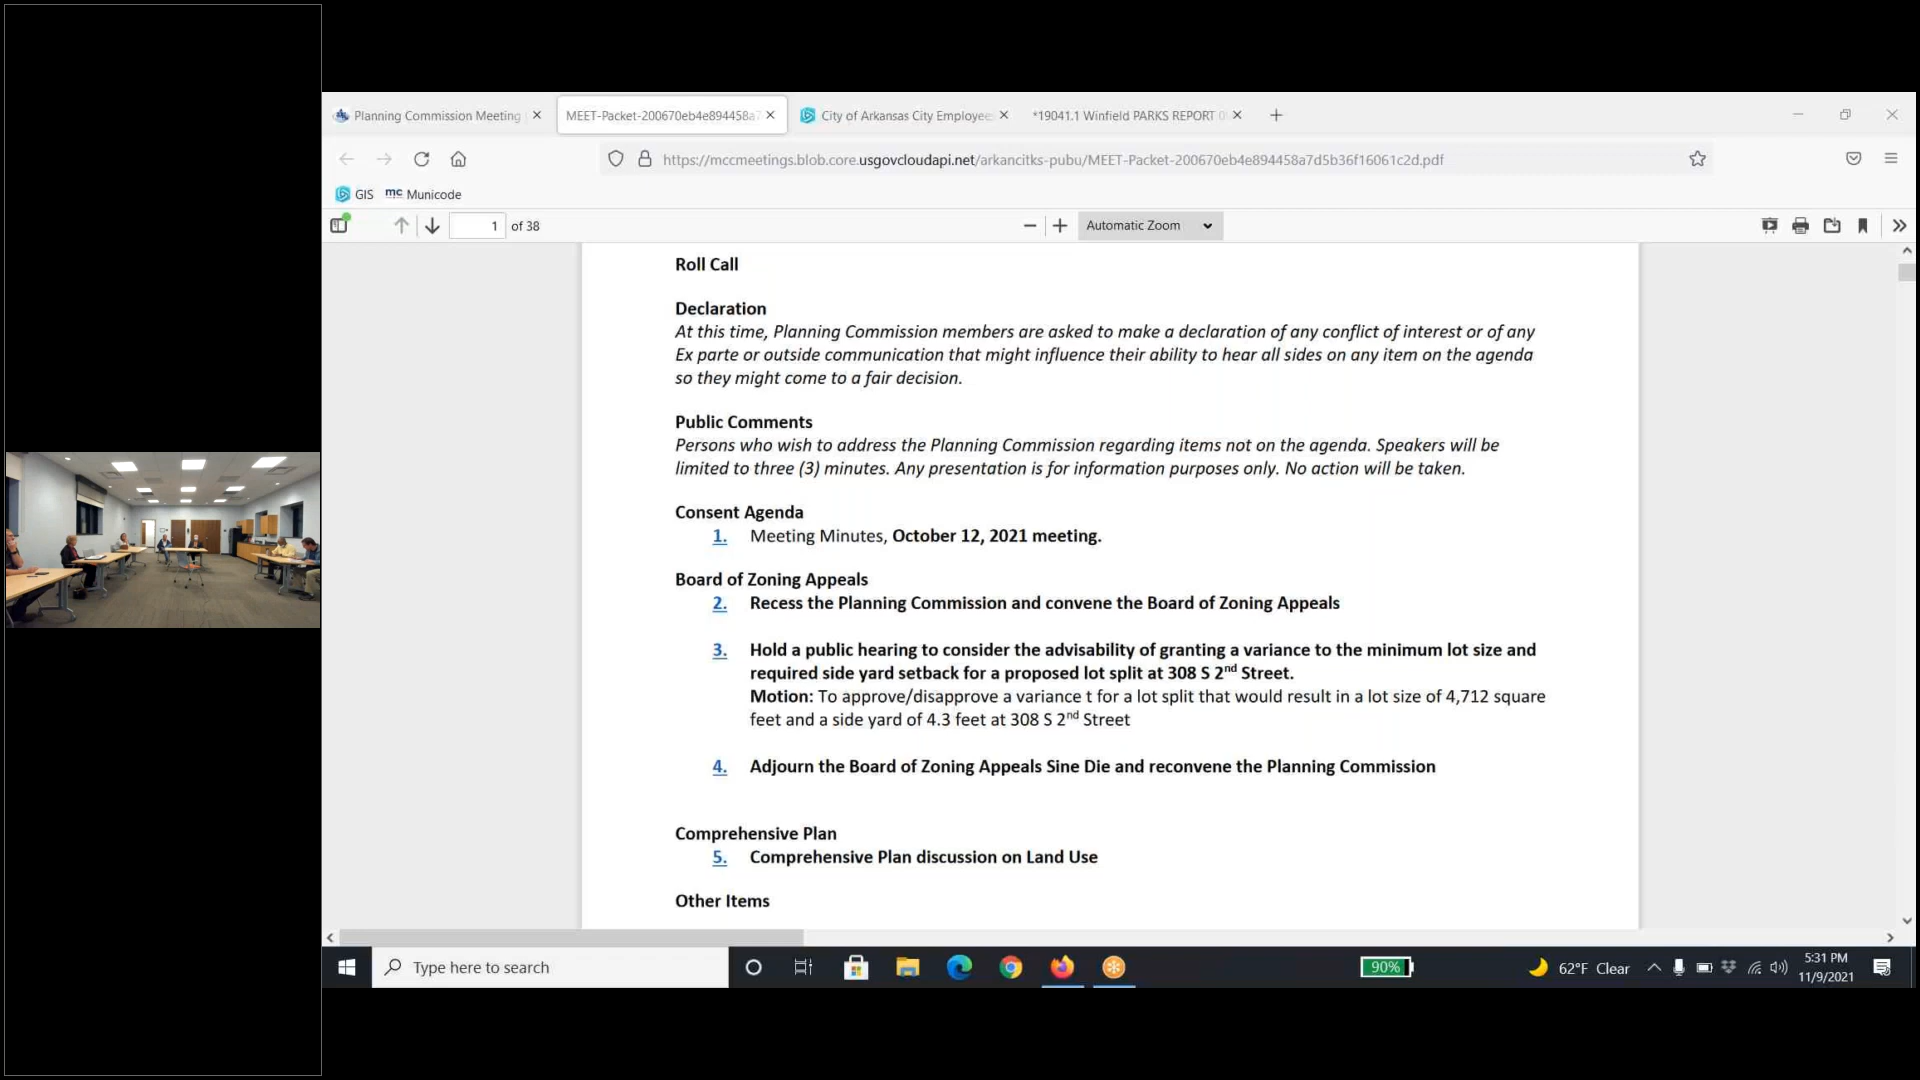 Planning Commission Meeting
MEET-Packet-200670eb4e894458a7
City of Arkansas City Employee
*19041.1 Winfield PARKS REPORT 0
https://mccmeetings.blob.core.usgovcloudapi.net/arkancitks-pubu/MEET-Packet-200670eb4e894458a7d5b36f16061c2d.pdf
GIS mc Municode
1 of 38
Automatic Zoom
Roll Call
Declaration
At this time, Planning Commission members are asked to make a declaration of any conflict of interest or of any
Ex parte or outside communication that might influence their ability to hear all sides on any item on the agenda
so they might come to a fair decision.
Public Comments
Persons who wish to address the Planning Commission regarding items not on the agenda. Speakers will be
limited to three (3) minutes. Any presentation is for information purposes only. No action will be taken.
Consent Agenda
1. Meeting Minutes, October 12, 2021 meeting.
Board of Zoning Appeals
2. Recess the Planning Commission and convene the Board of Zoning Appeals
3. Hold a public hearing to consider the advisability of granting a variance to the minimum lot size and
required side yard setback for a proposed lot split at 308 S 2nd Street.
Motion: To approve/disapprove a variance t for a lot split that would result in a lot size of 4,712 square
feet and a side yard of 4.3 feet at 308 S 2nd Street
4. Adjourn the Board of Zoning Appeals Sine Die and reconvene the Planning Commission
Comprehensive Plan
5. Comprehensive Plan discussion on Land Use
Other Items
Type here to search
90%
62°F Clear
5:31 PM
11/9/2021